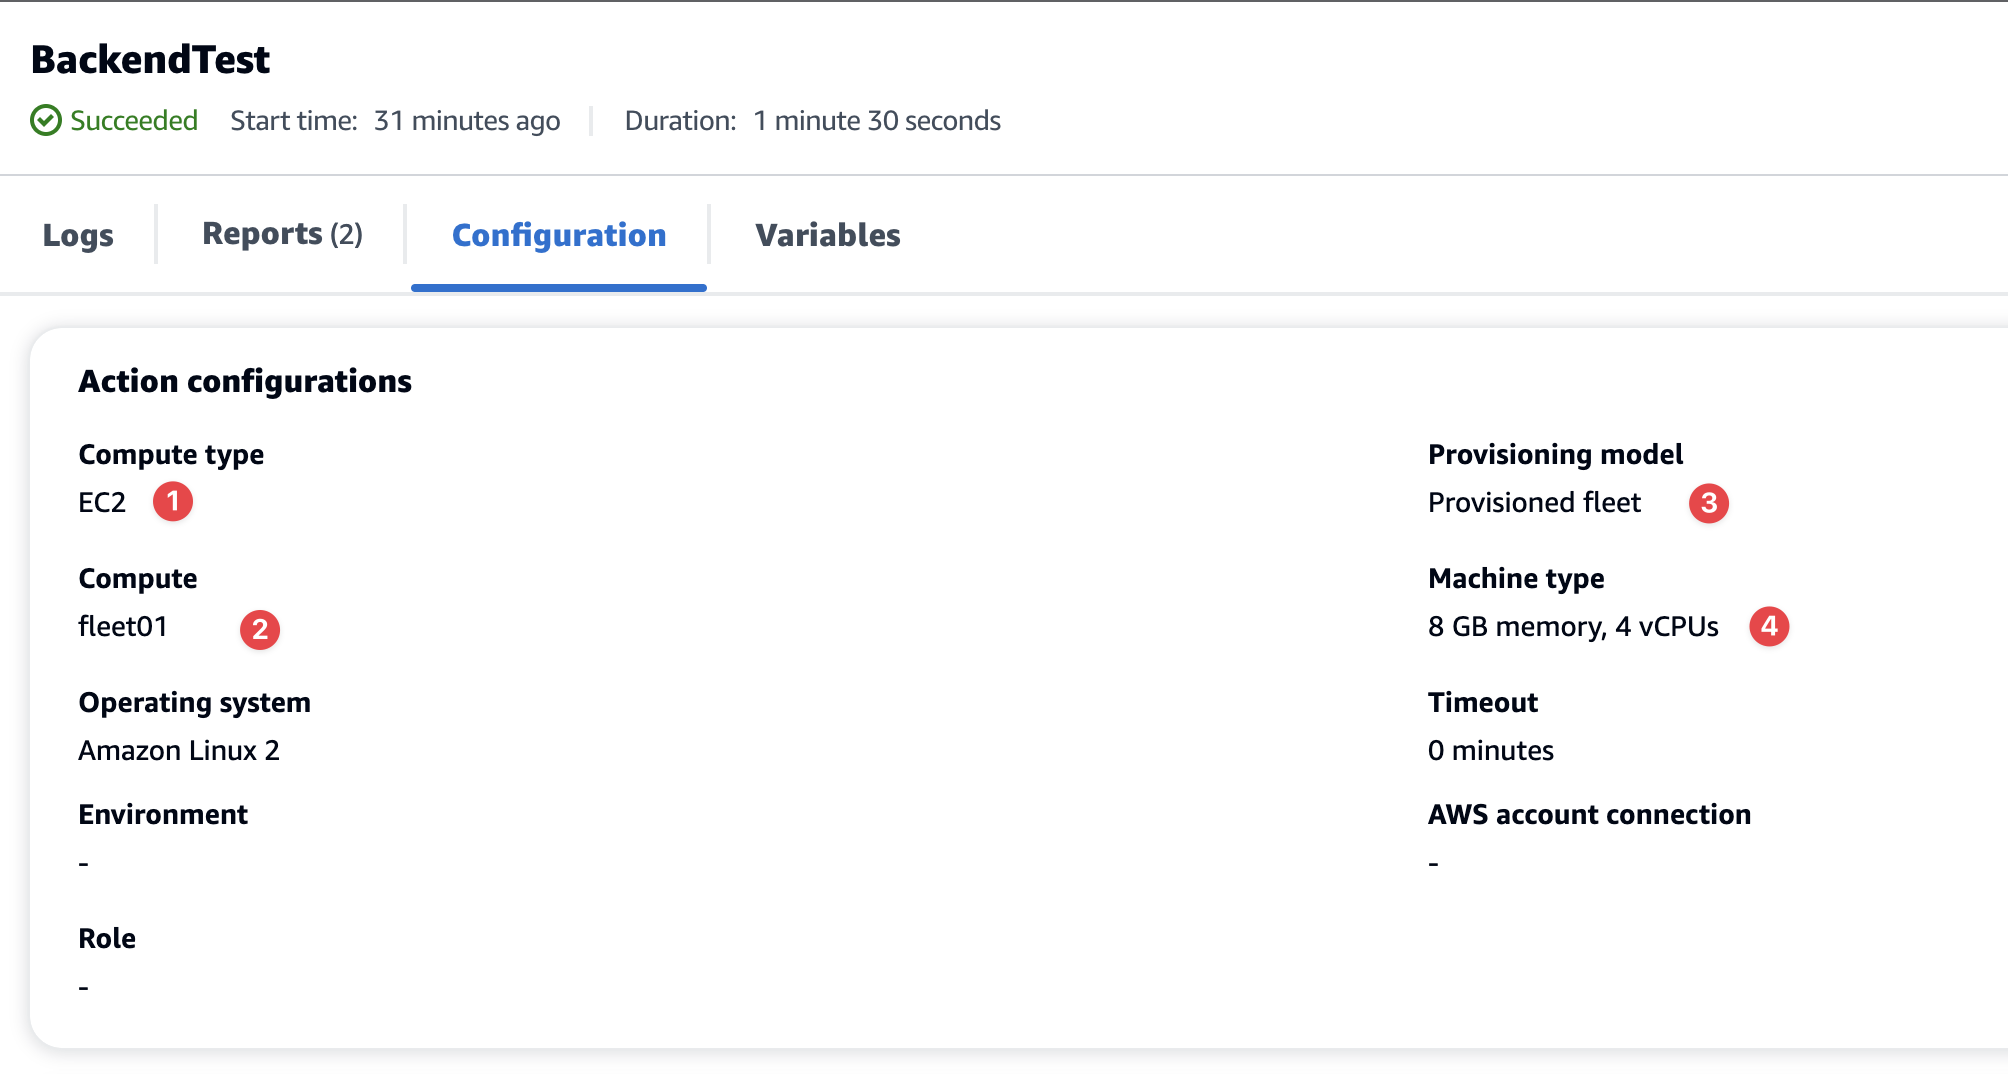 BackendTest
Succeeded Start time: 31 minutes ago Duration: 1 minute 30 seconds
Logs Reports (2) Configuration Variables
Action configurations
Compute type Provisioning model
EC2 1 Provisioned fleet 3
Compute Machine type
fleet01 2 8 GB memory, 4 vCPUs 4
Operating system Timeout
Amazon Linux 2 0 minutes
Environment AWS account connection
- -
Role
-